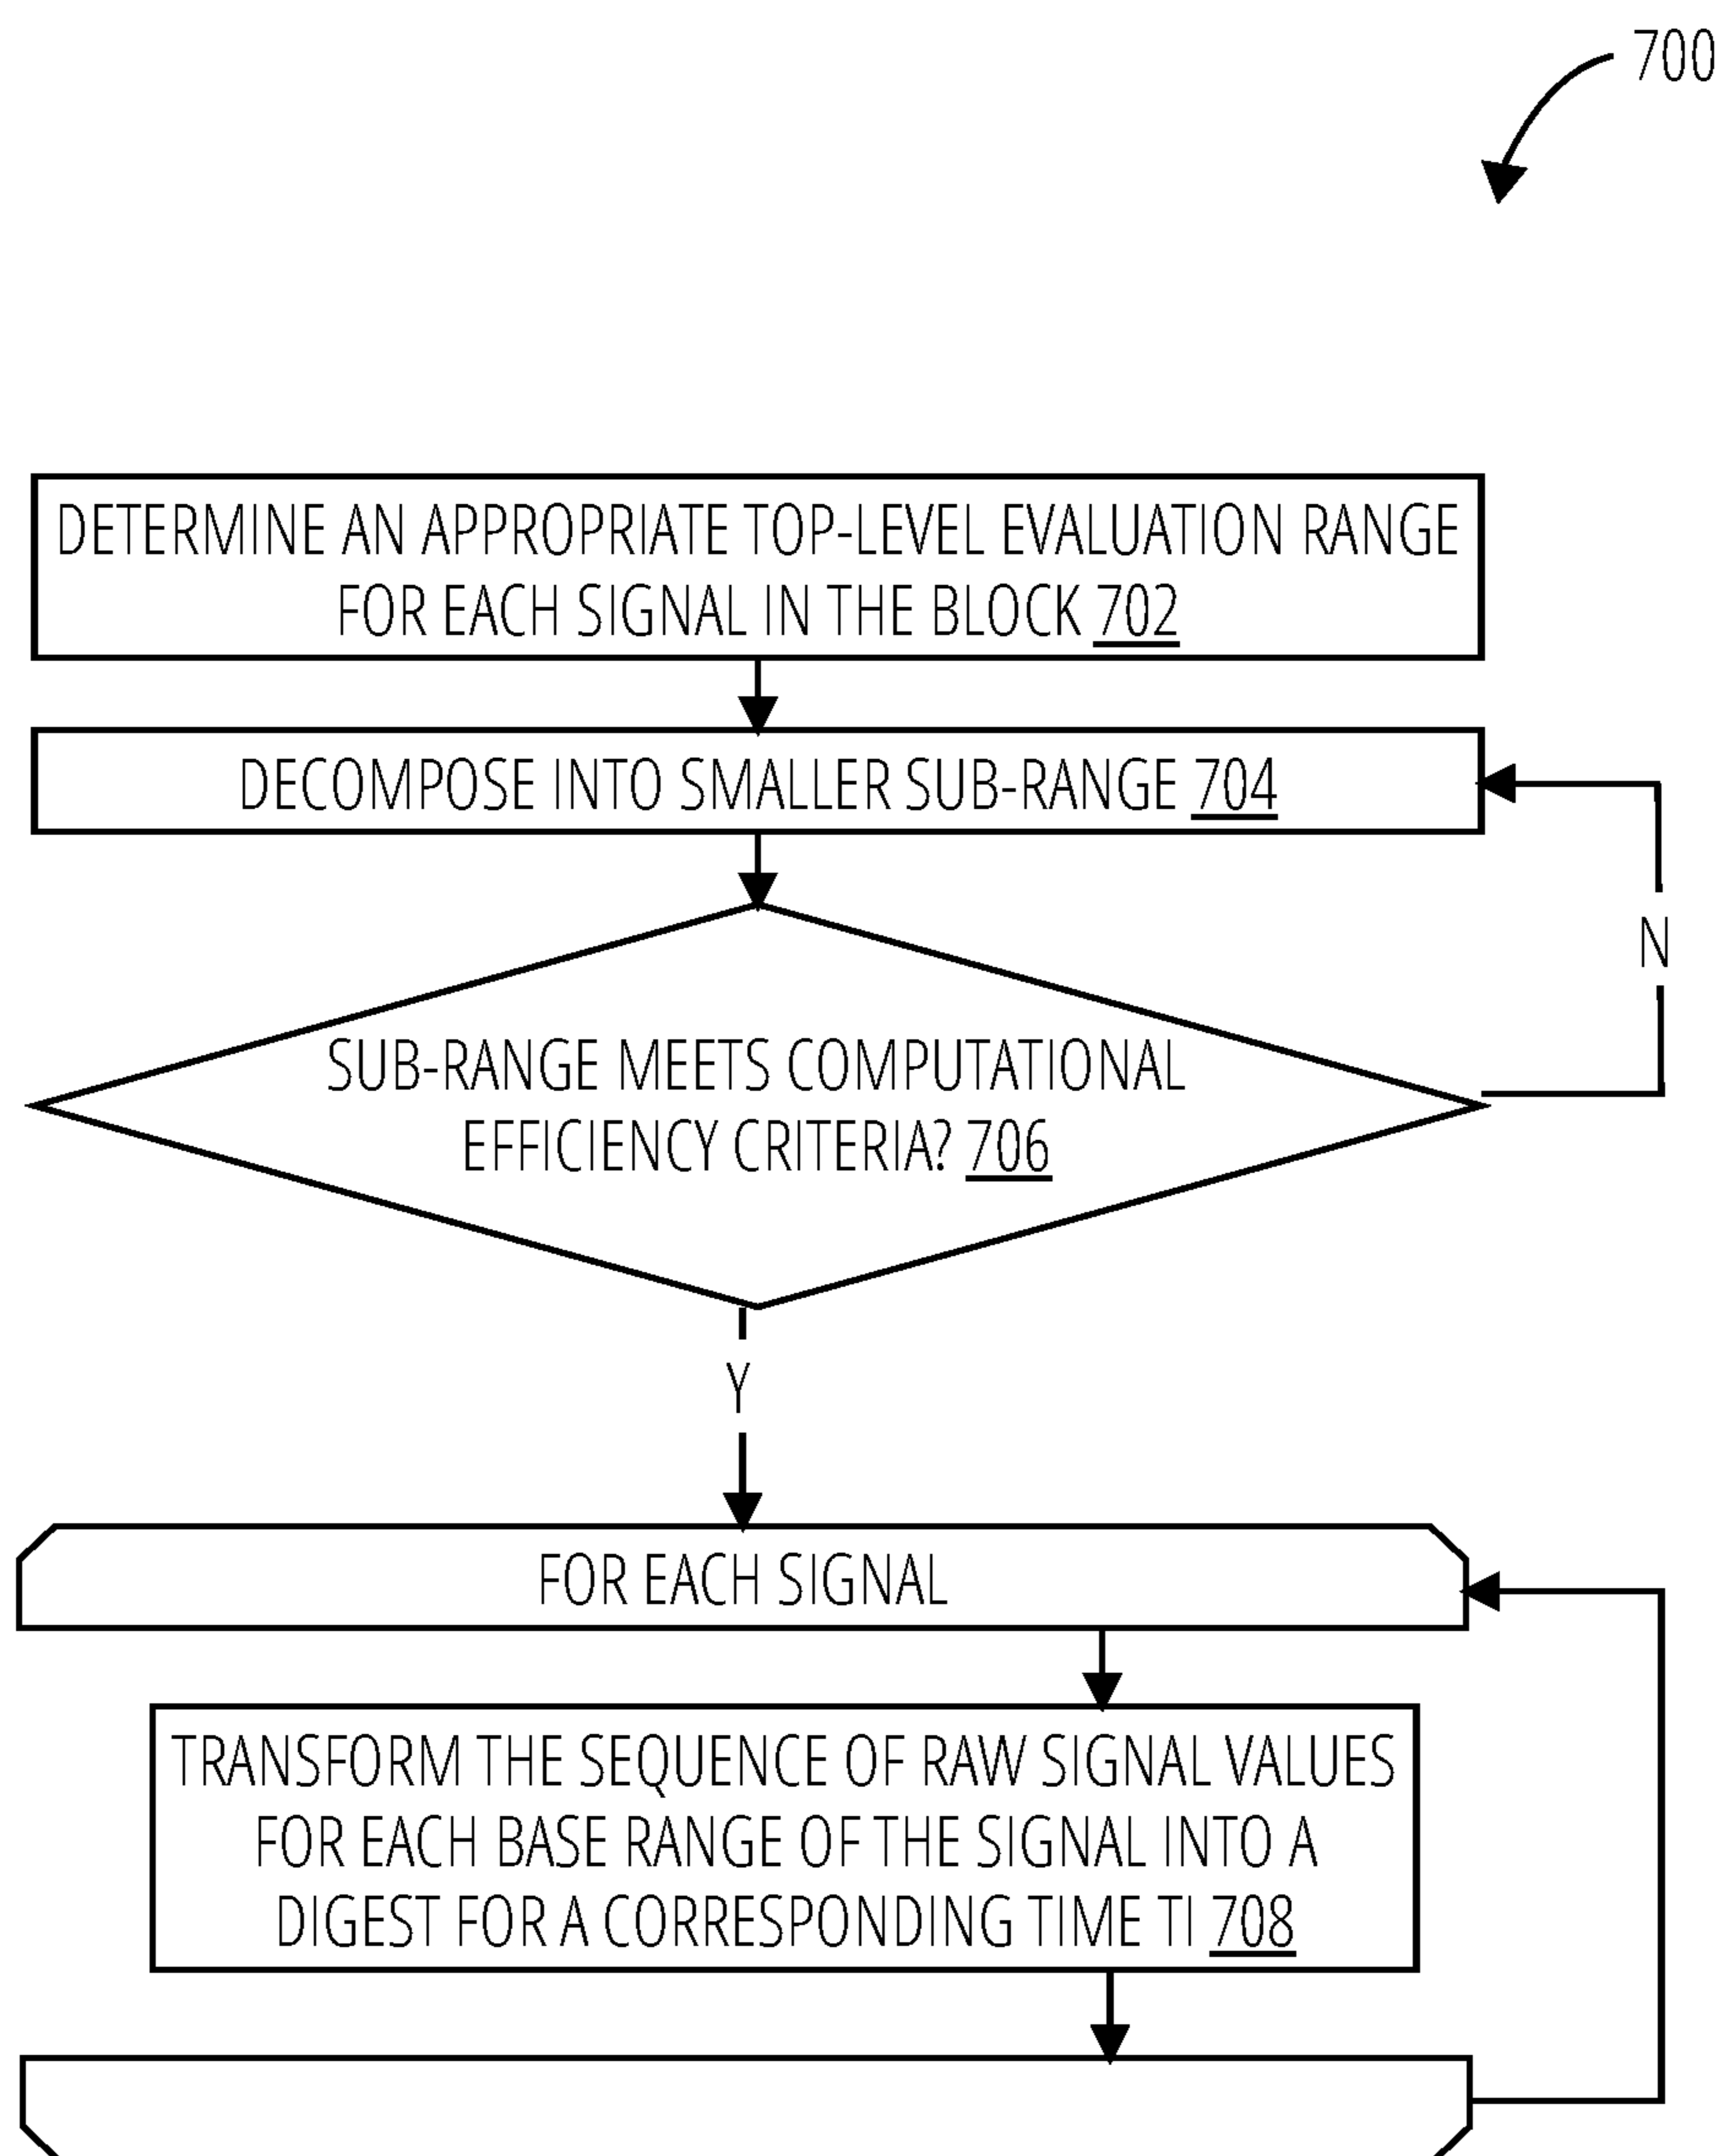 700
DETERMINE AN APPROPRIATE TOP-LEVEL EVALUATION RANGE
FOR EACH SIGNAL IN THE BLOCK 702
DECOMPOSE INTO SMALLER SUB-RANGE 704
N
SUB-RANGE MEETS COMPUTATIONAL
EFFICIENCY CRITERIA? 706
Y
FOR EACH SIGNAL
TRANSFORM THE SEQUENCE OF RAW SIGNAL VALUES
FOR EACH BASE RANGE OF THE SIGNAL INTO A
DIGEST FOR A CORRESPONDING TIME TI 708